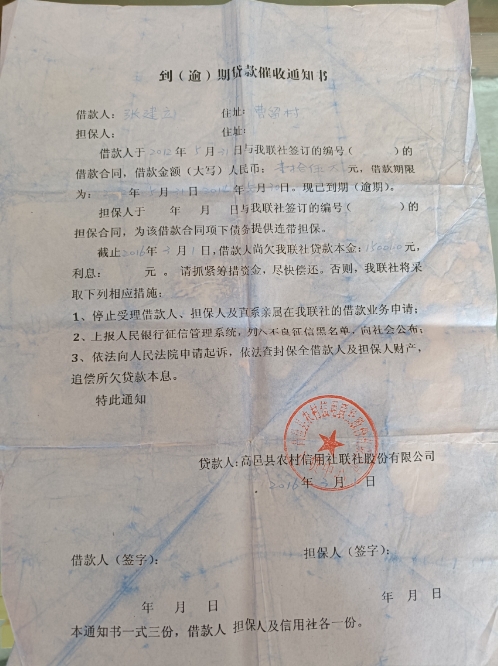 到（逾）期贷款催收通知书
借款人：张建立 住址：曹留村
担保人： 住址：
借款人于2012年5月31日与我联社签订的编号（ ）的
借款合同，借款金额（大写）人民币： 元，借款期限
为： 年5月31日 年5月30日。现已到期（逾期）。
担保人于 年 月 日与我联社签订的编号（ ）的
担保合同，为该借款合同项下债务提供连带担保。
截止2016年3月1日，借款人尚欠我联社贷款本金： 元，
利息： 元 。请抓紧筹措资金，尽快偿还。否则，我联社将采
取下列相应措施：
1、停止受理借款人、担保人及直系亲属在我联社的借款业务申请；
2、上报人民银行征信管理系统，列入不良征信黑名单，向社会公布；
3、依法向人民法院申请起诉，依法查封保全借款人及担保人财产，
追偿所欠贷款本息。
特此通知
贷款人：高邑县农村信用社联社股份有限公司
2016年3月 日
借款人（签字）： 担保人（签字）：
年 月 日 年 月 日
本通知书一式三份，借款人 担保人及信用社各一份。